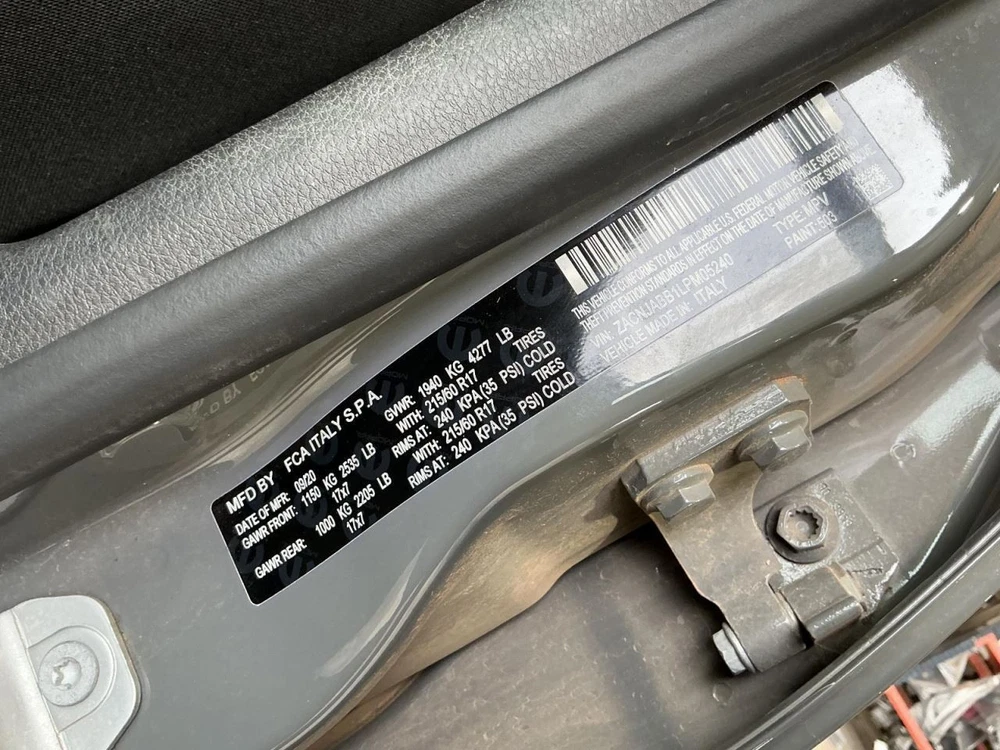 MFD BY FCA ITALY S.P.A.
DATE OF MFR: 09/20 GVWR: 1940 KG 4277 LB
GAWR FRONT: 1150 KG 2535 LB WITH: 215/60 R17 TIRES
17x7 RIMS AT: 240 KPA(35 PSI) COLD
GAWR REAR: 1000 KG 2205 LB WITH: 215/60 R17 TIRES
17x7 RIMS AT: 240 KPA(35 PSI) COLD
THIS VEHICLE CONFORMS TO ALL APPLICABLE U.S. FEDERAL MOTOR VEHICLE SAFETY
THEFT PREVENTION STANDARDS IN EFFECT ON THE DATE OF MANUFACTURE SHOWN ABOVE
VIN: ZACNJABB1LPM05240 TYPE: MPV
VEHICLE MADE IN: ITALY PAINT: 593